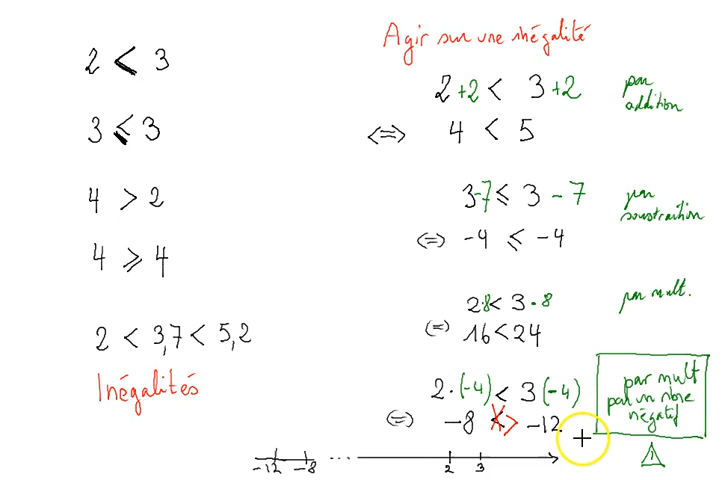 2 < 3
3 ≤ 3
4 > 2
4 ≥ 4
2 < 3,7 < 5,2
Inégalités
Agir sur une inégalité
2 +2 < 3 +2 par addition
<=> 4 < 5
3 -7 ≤ 3 - 7 par soustraition
<=> -4 ≤ -4
2·8 < 3·8 par mult.
<=> 16 < 24
2·(-4) < 3(-4) par mult par un nbre négatif
<=> -8 < > -12
!
-12 -8 ... 2 3